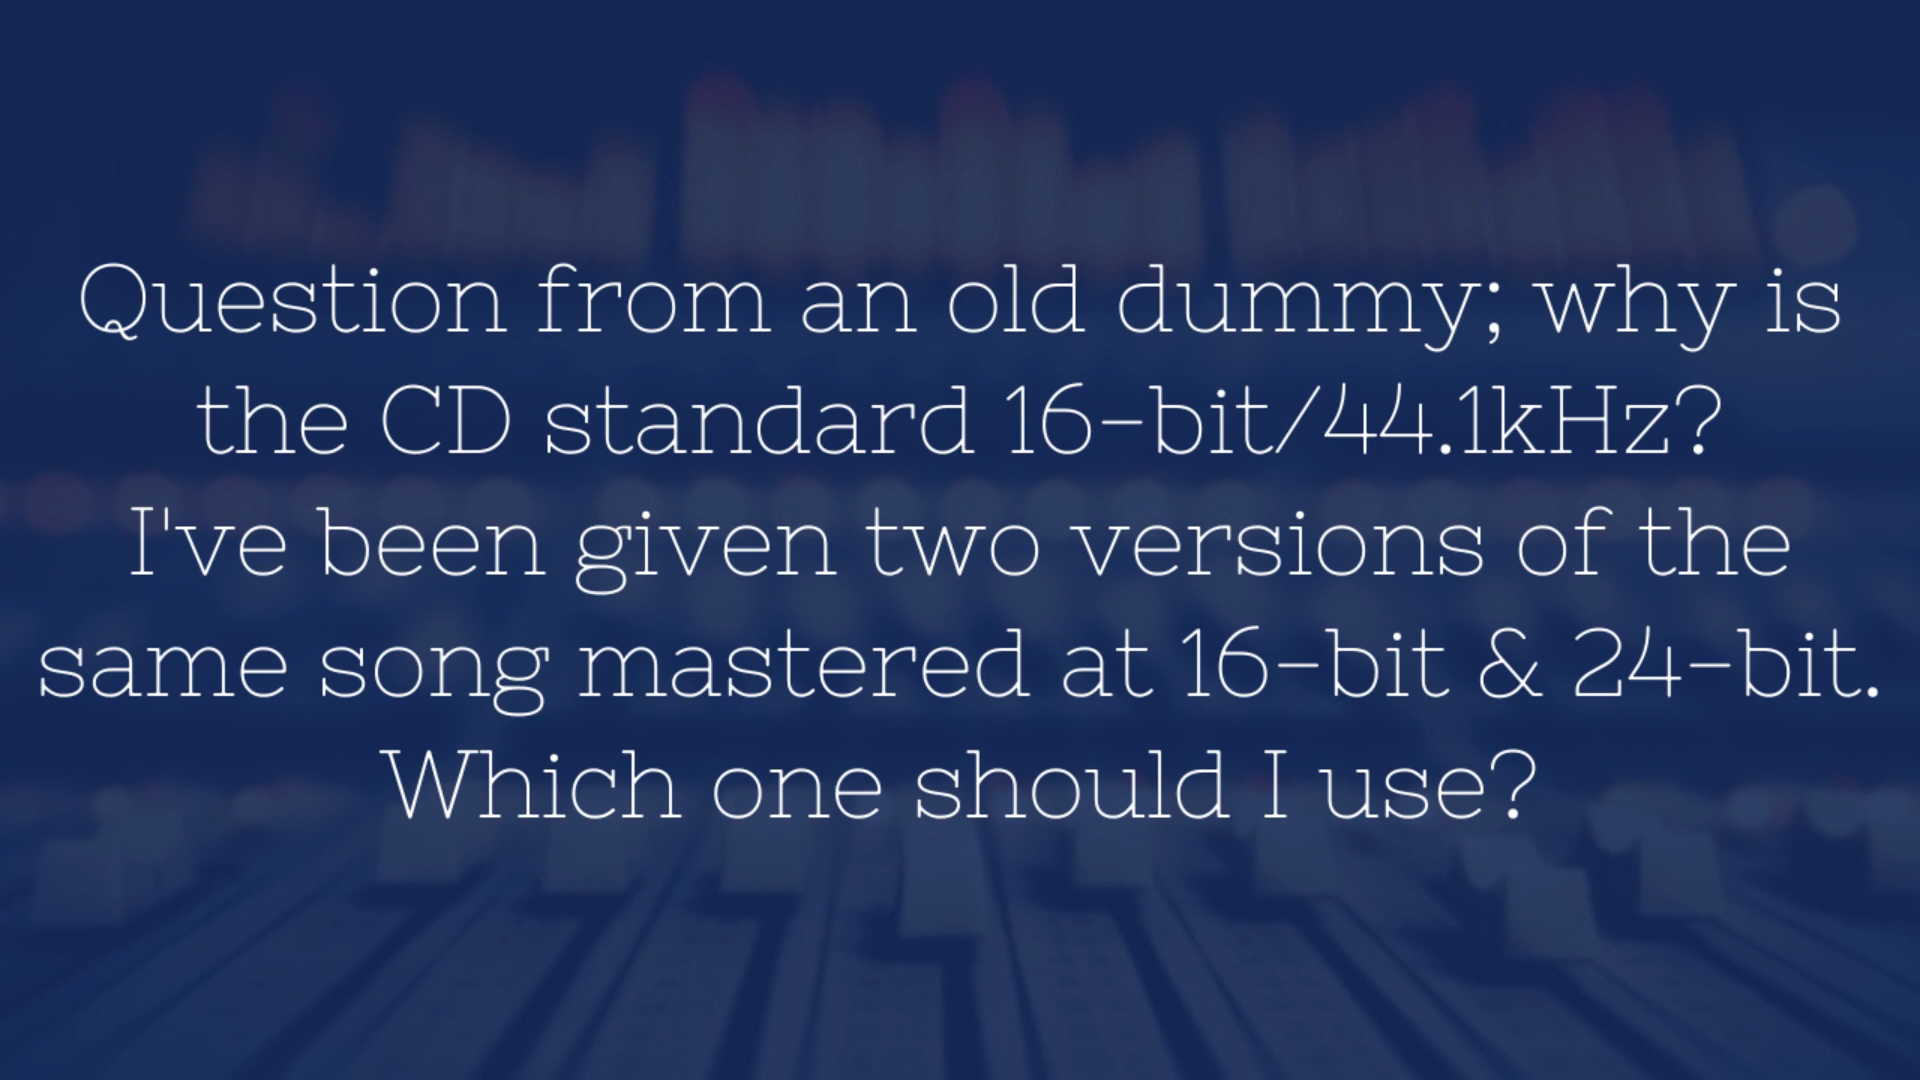 Question from an old dummy; why is
the CD standard 16-bit/44.1kHz?
I've been given two versions of the
same song mastered at 16-bit & 24-bit.
Which one should I use?